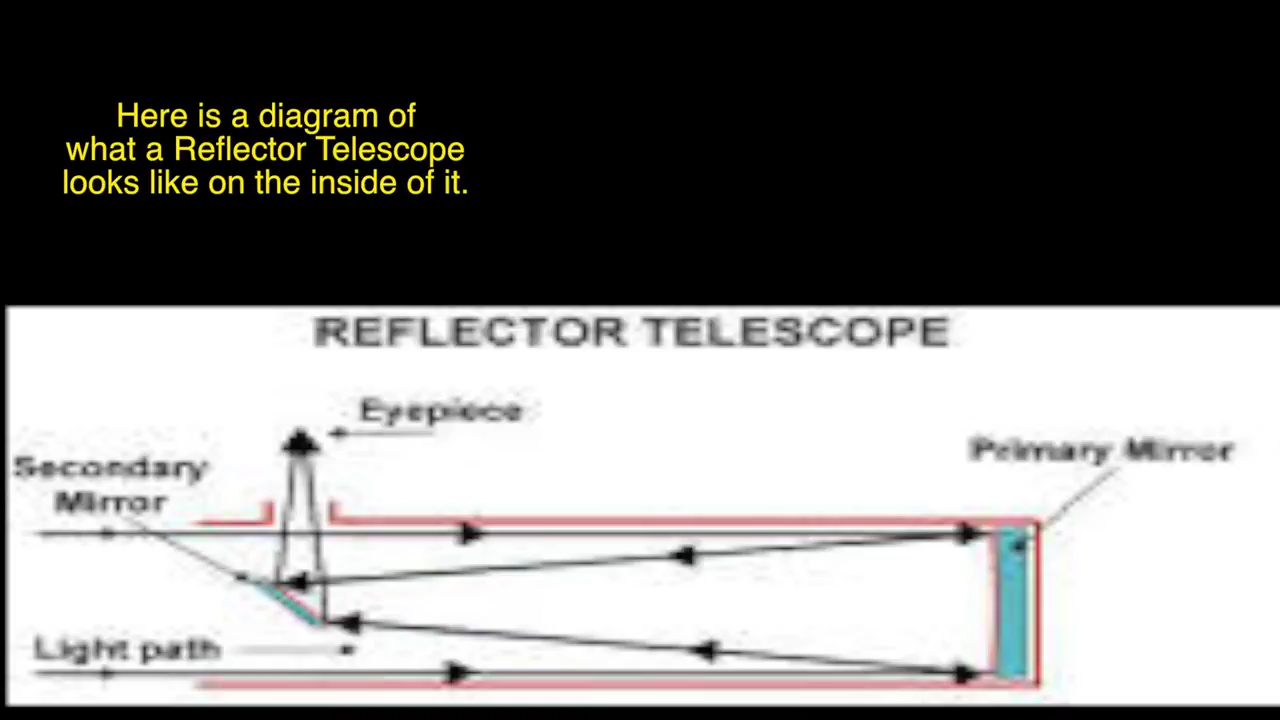 Here is a diagram of
what a Reflector Telescope
looks like on the inside of it.
REFLECTOR TELESCOPE
Eyepiece
Primary Mirror
Secondary
Mirror
Light path